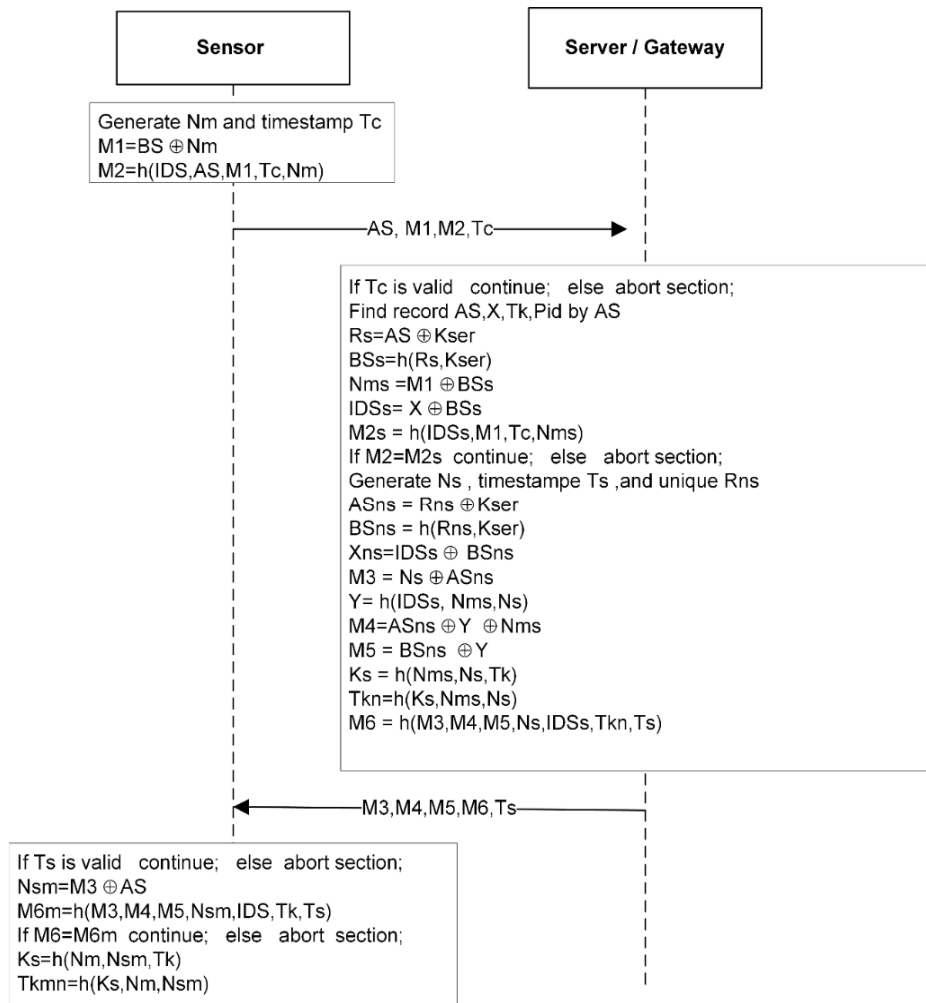 Sensor
Server / Gateway
Generate Nm and timestamp Tc
M1=BS ⊕Nm
M2=h(IDS,AS,M1,Tc,Nm)
AS, M1,M2,Tc
If Tc is valid continue; else abort section;
Find record AS,X,Tk,Pid by AS
Rs=AS ⊕Kser
BSs=h(Rs,Kser)
Nms =M1 ⊕BSs
IDSs= X ⊕BSs
M2s = h(IDSs,M1,Tc,Nms)
If M2=M2s continue; else abort section;
Generate Ns , timestampe Ts ,and unique Rns
ASns = Rns ⊕Kser
BSns = h(Rns,Kser)
Xns=IDSs ⊕ BSns
M3 = Ns ⊕ASns
Y= h(IDSs, Nms,Ns)
M4=ASns ⊕Y ⊕Nms
M5 = BSns ⊕Y
Ks = h(Nms,Ns,Tk)
Tkn=h(Ks,Nms,Ns)
M6 = h(M3,M4,M5,Ns,IDSs,Tkn,Ts)
M3,M4,M5,M6,Ts
If Ts is valid continue; else abort section;
Nsm=M3 ⊕AS
M6m=h(M3,M4,M5,Nsm,IDS,Tk,Ts)
If M6=M6m continue; else abort section;
Ks=h(Nm,Nsm,Tk)
Tkmn=h(Ks,Nm,Nsm)